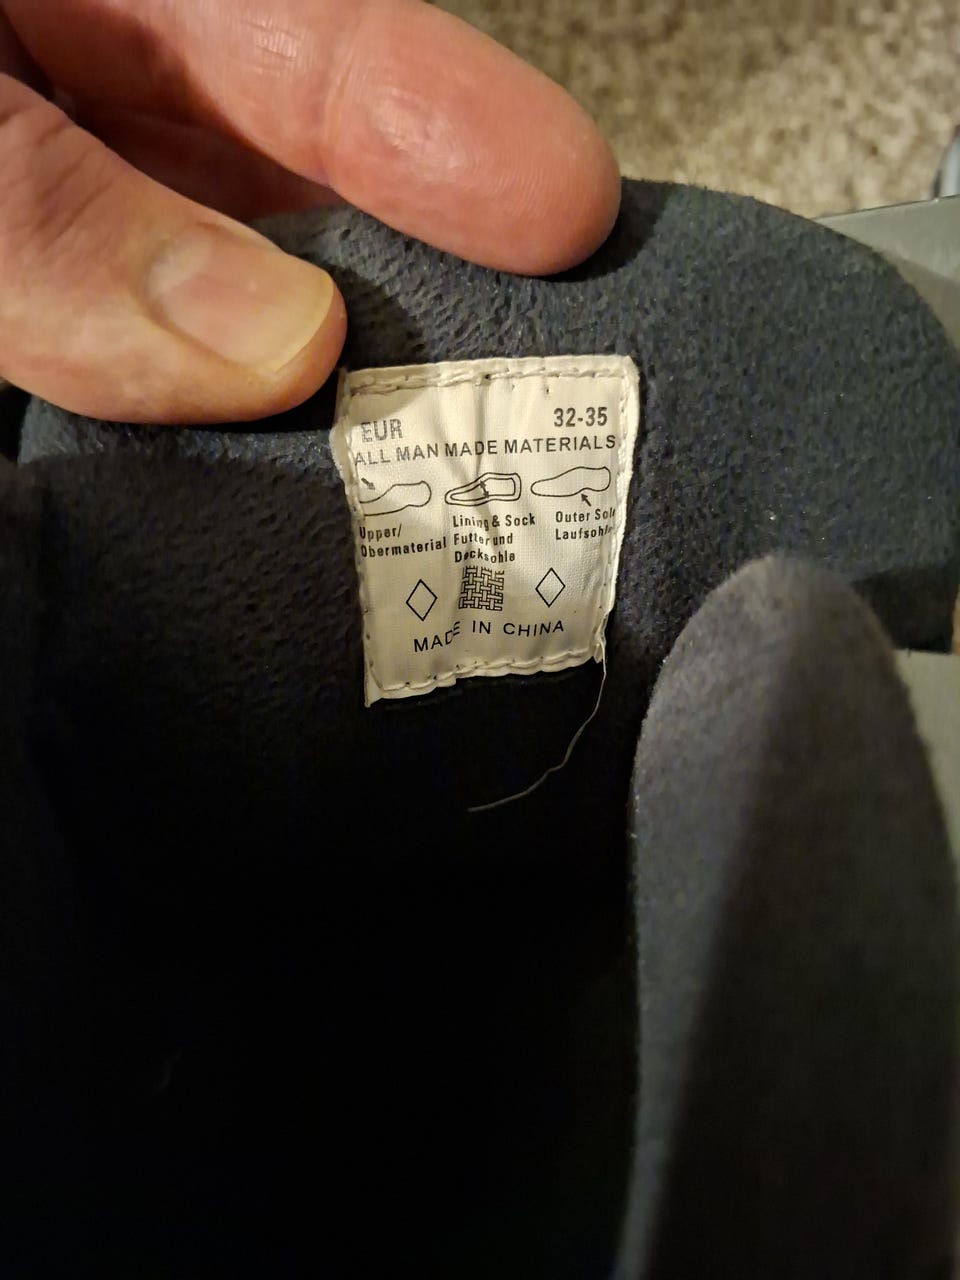 EUR 32-35
ALL MAN MADE MATERIALS
Upper/ Obermaterial
Lining & Sock
Futter und
Decksohle
Outer Sole
Laufsohle
MADE IN CHINA